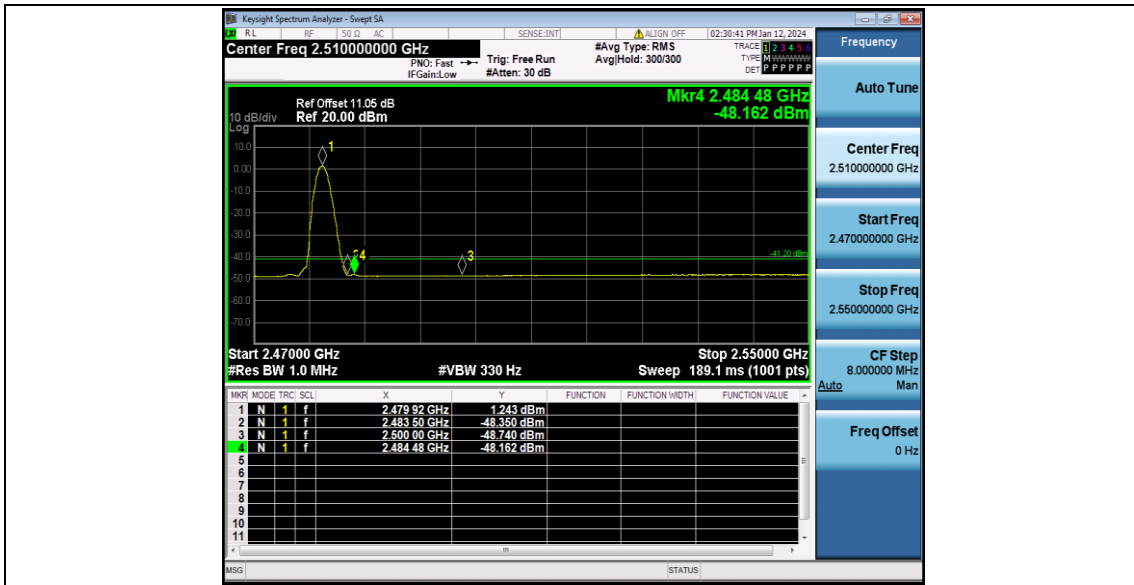 Keysight Spectrum Analyzer - Swept SA
RL RF 50 Ω AC SENSE:INT ALIGN OFF 02:30:41 PM Jan 12, 2024
Center Freq 2.510000000 GHz
PNO: Fast
IFGain:Low
Trig: Free Run
#Atten: 30 dB
#Avg Type: RMS
Avg|Hold: 300/300
TRACE 1 2 3 4 5 6
TYPE M WWWWW
DET P P P P P P
Frequency
Mkr4 2.484 48 GHz
-48.162 dBm
Ref Offset 11.05 dB
10 dB/div Ref 20.00 dBm
Log
10.0
0.00
-10.0
-20.0
-30.0
-40.0
-50.0
-60.0
-70.0
1
4
3
-41.20 dBm
Start 2.47000 GHz Stop 2.55000 GHz
#Res BW 1.0 MHz #VBW 330 Hz Sweep 189.1 ms (1001 pts)
MKR MODE TRC SCL X Y FUNCTION FUNCTION WIDTH FUNCTION VALUE
1 N 1 f 2.479 92 GHz 1.243 dBm
2 N 1 f 2.483 50 GHz -48.350 dBm
3 N 1 f 2.500 00 GHz -48.740 dBm
4 N 1 f 2.484 48 GHz -48.162 dBm
5
6
7
8
9
10
11
MSG STATUS
Auto Tune
Center Freq
2.510000000 GHz
Start Freq
2.470000000 GHz
Stop Freq
2.550000000 GHz
CF Step
8.000000 MHz
Auto Man
Freq Offset
0 Hz